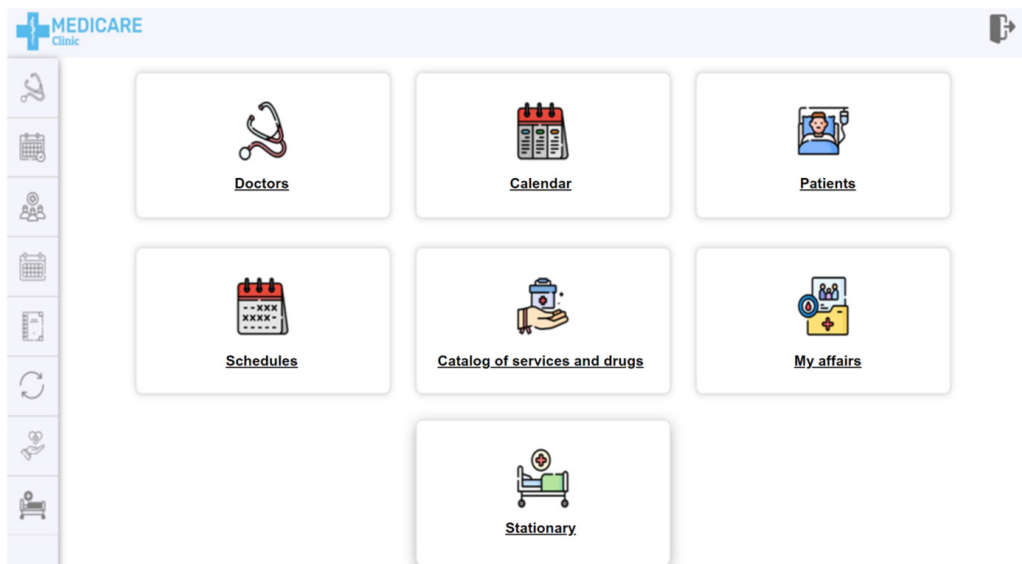 MEDICARE
Clinic
Doctors
Calendar
Patients
Schedules
Catalog of services and drugs
My affairs
Stationary